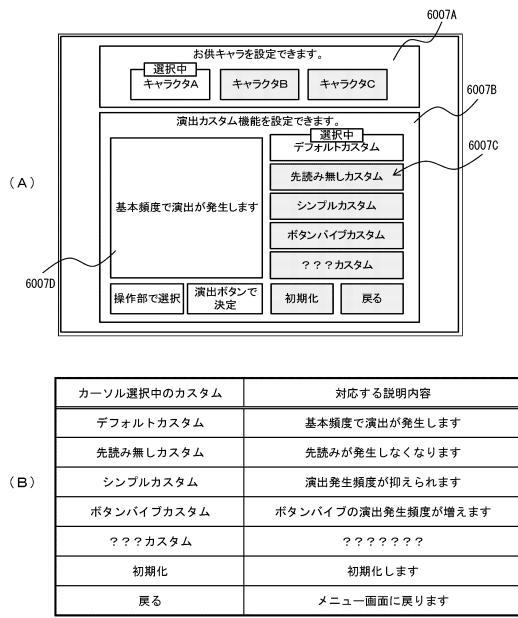 6007A
お供キャラを設定できます。
選択中
キャラクタA
キャラクタB
キャラクタC
6007B
演出カスタム機能を設定できます。
選択中
デフォルトカスタム
6007C
(A)
先読み無しカスタム
基本頻度で演出が発生します
シンプルカスタム
ボタンバイブカスタム
???カスタム
6007D
操作部で選択
演出ボタンで
決定
初期化
戻る
カーソル選択中のカスタム 対応する説明内容
デフォルトカスタム 基本頻度で演出が発生します
先読み無しカスタム 先読みが発生しなくなります
(B)
シンプルカスタム 演出発生頻度が抑えられます
ボタンバイブカスタム ボタンバイブの演出発生頻度が増えます
???カスタム ???????
初期化 初期化します
戻る メニュー画面に戻ります